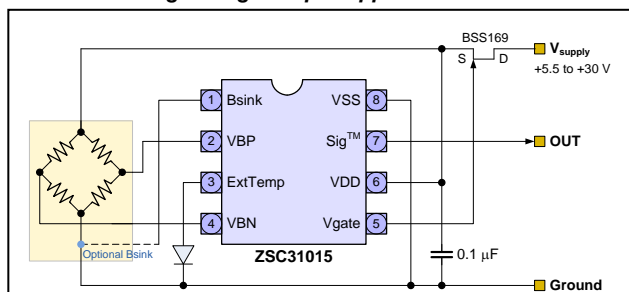 BSS169
S
D
Vsupply
+5.5 to +30 V
1 Bsink VSS 8
2 VBP Sig™ 7 OUT
3 ExtTemp VDD 6
4 VBN Vgate 5
Optional Bsink
ZSC31015
0.1 µF
Ground